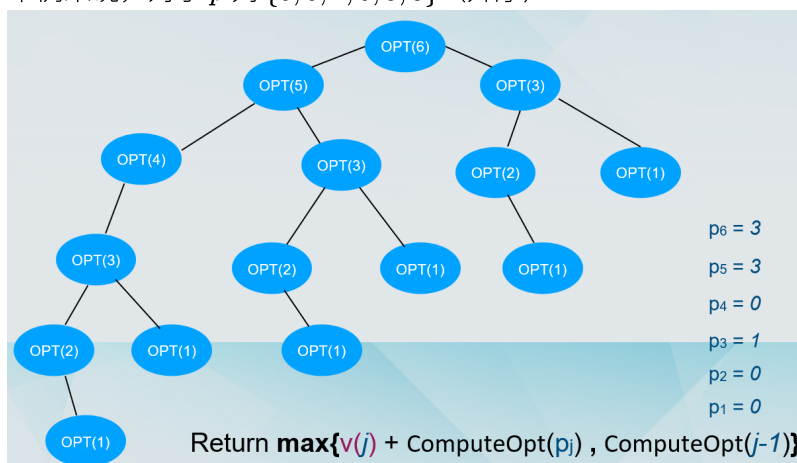 OPT(6)
OPT(5)
OPT(3)
OPT(4)
OPT(3)
OPT(2)
OPT(1)
OPT(3)
OPT(2)
OPT(1)
OPT(1)
OPT(2)
OPT(1)
OPT(1)
OPT(1)
p6 = 3
p5 = 3
p4 = 0
p3 = 1
p2 = 0
p1 = 0
Return max{v(j) + ComputeOpt(pj) , ComputeOpt(j-1)}